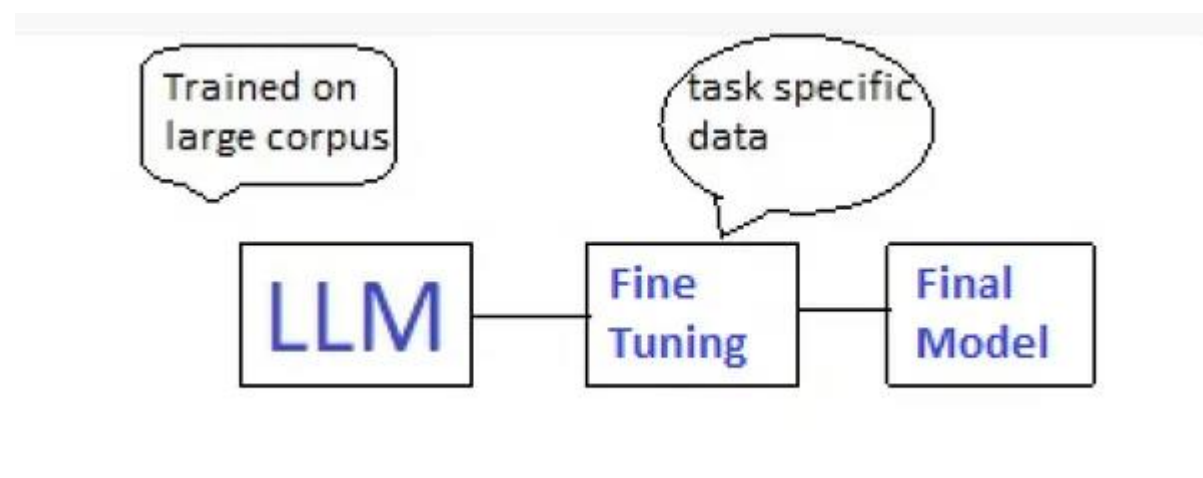 Trained on
large corpus
task specific
data
LLM
Fine
Tuning
Final
Model